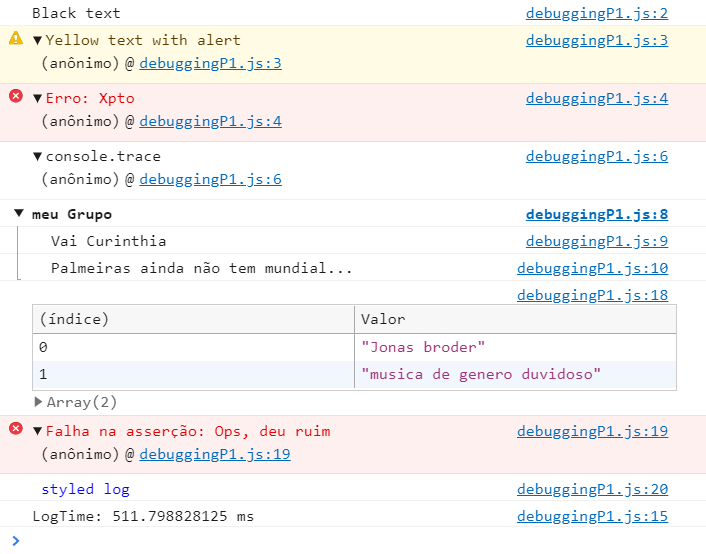 Black text debuggingP1.js:2
Yellow text with alert debuggingP1.js:3
(anônimo) @ debuggingP1.js:3
Erro: Xpto debuggingP1.js:4
(anônimo) @ debuggingP1.js:4
console.trace debuggingP1.js:6
(anônimo) @ debuggingP1.js:6
meu Grupo debuggingP1.js:8
Vai Curinthia debuggingP1.js:9
Palmeiras ainda não tem mundial... debuggingP1.js:10
debuggingP1.js:18
(índice) Valor
0 "Jonas broder"
1 "musica de genero duvidoso"
Array(2)
Falha na asserção: Ops, deu ruim debuggingP1.js:19
(anônimo) @ debuggingP1.js:19
styled log debuggingP1.js:20
LogTime: 511.798828125 ms debuggingP1.js:15